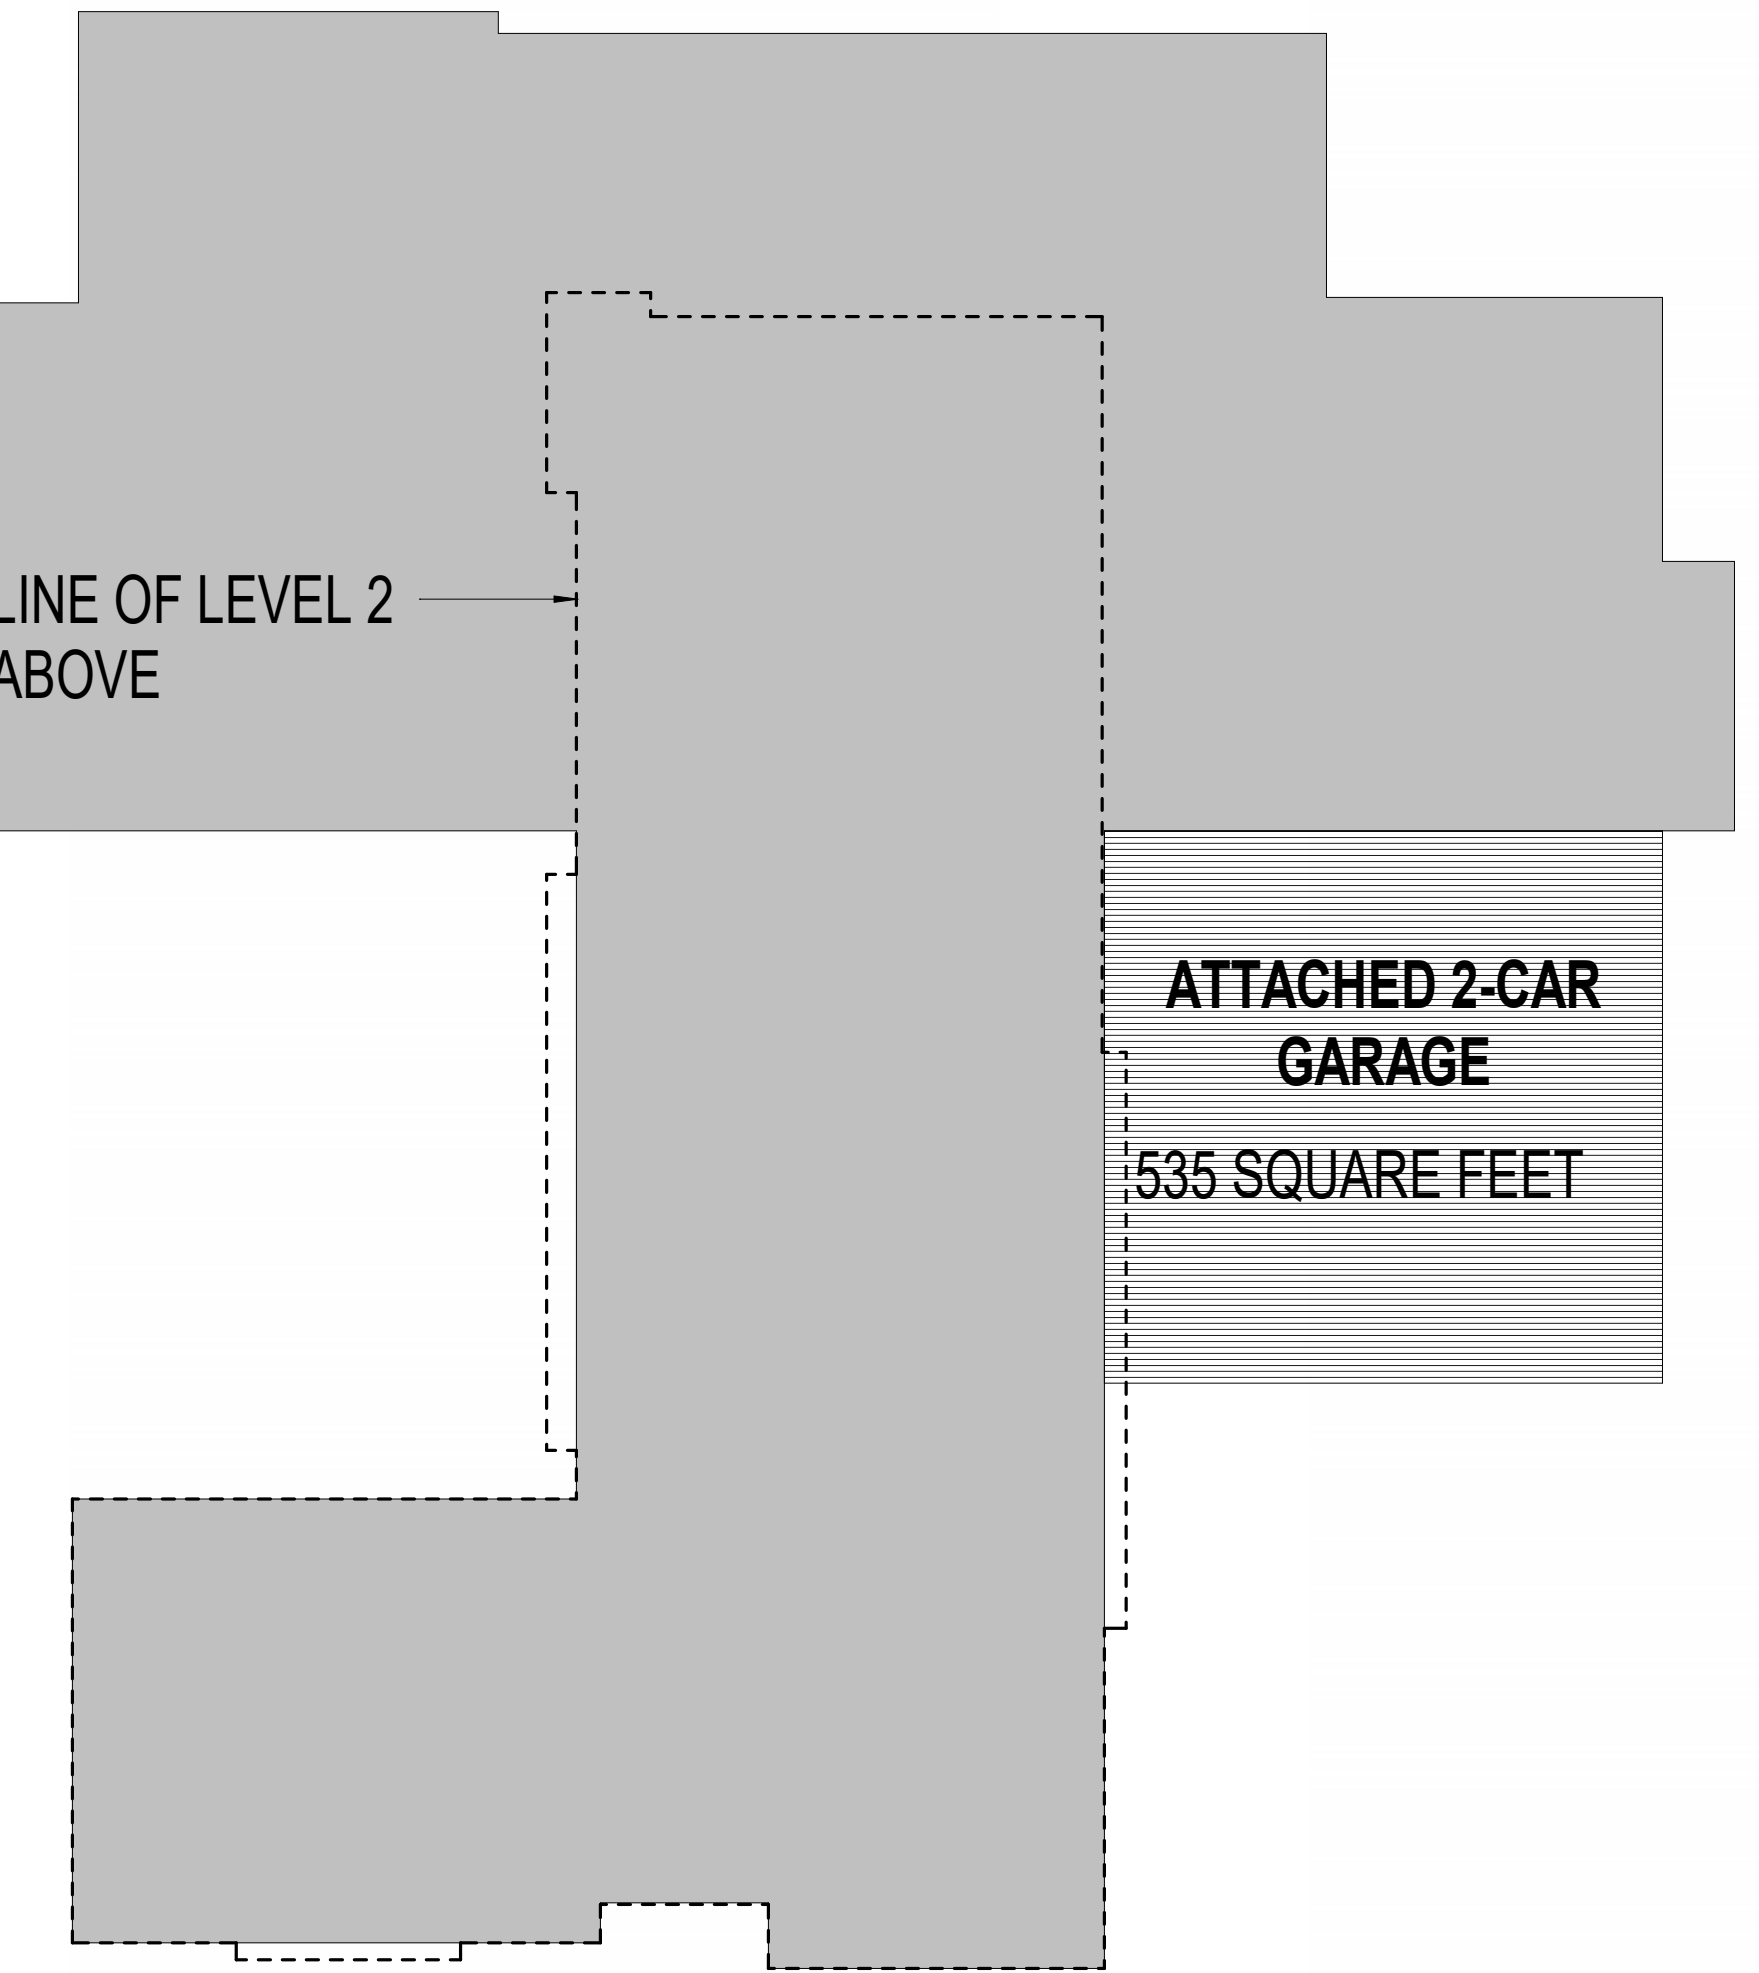 LINE OF LEVEL 2
ABOVE
ATTACHED 2-CAR
GARAGE
535 SQUARE FEET